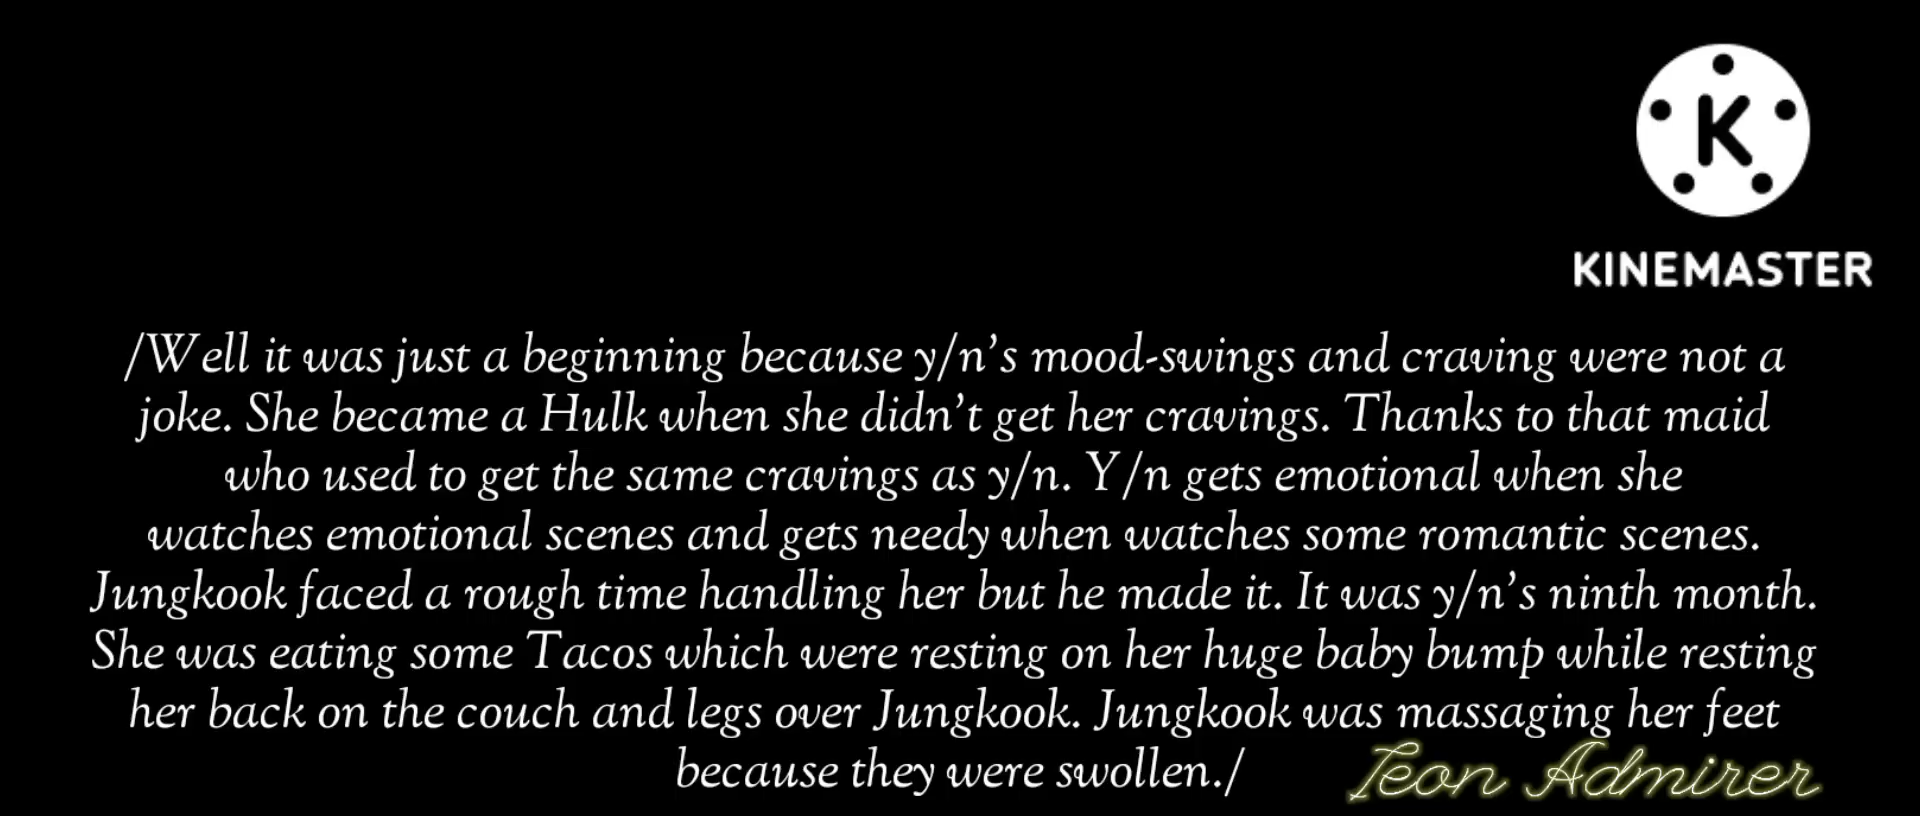 K
KINEMASTER
/Well it was just a beginning because y/n's mood-swings and craving were not a
joke. She became a Hulk when she didn't get her cravings. Thanks to that maid
who used to get the same cravings as y/n. Y/n gets emotional when she
watches emotional scenes and gets needy when watches some romantic scenes.
Jungkook faced a rough time handling her but he made it. It was y/n's ninth month.
She was eating some Tacos which were resting on her huge baby bump while resting
her back on the couch and legs over Jungkook. Jungkook was massaging her feet
because they were swollen./
Jeon Admirer